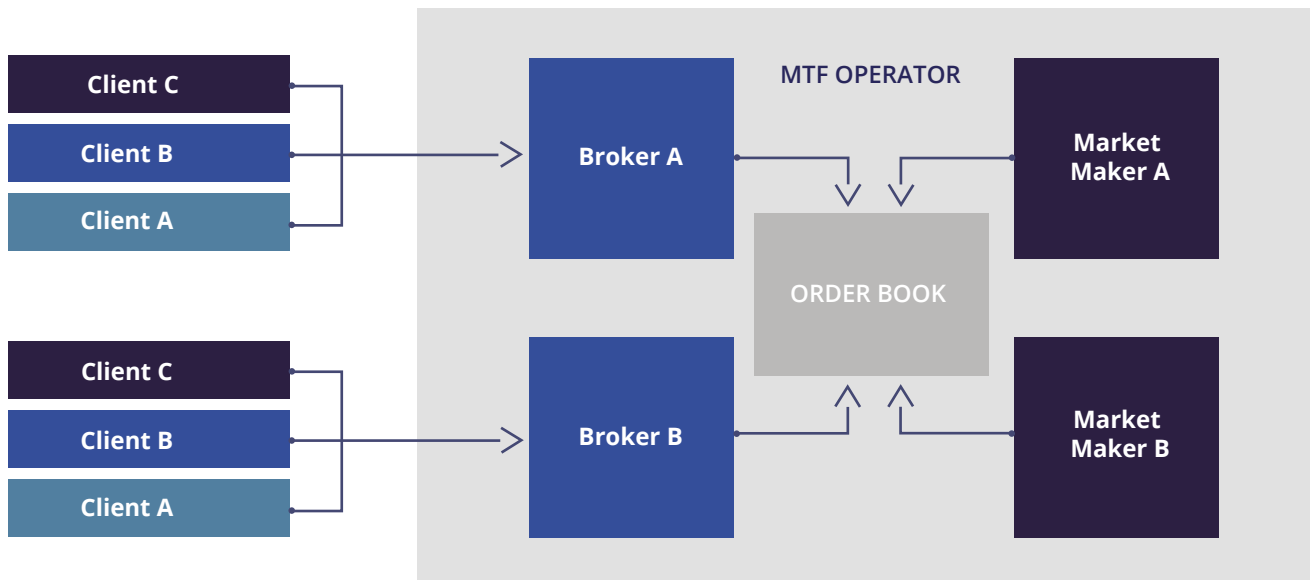 Client C
Client B
Client A
Broker A
MTF OPERATOR
Market
Maker A
ORDER BOOK
Client C
Client B
Client A
Broker B
Market
Maker B